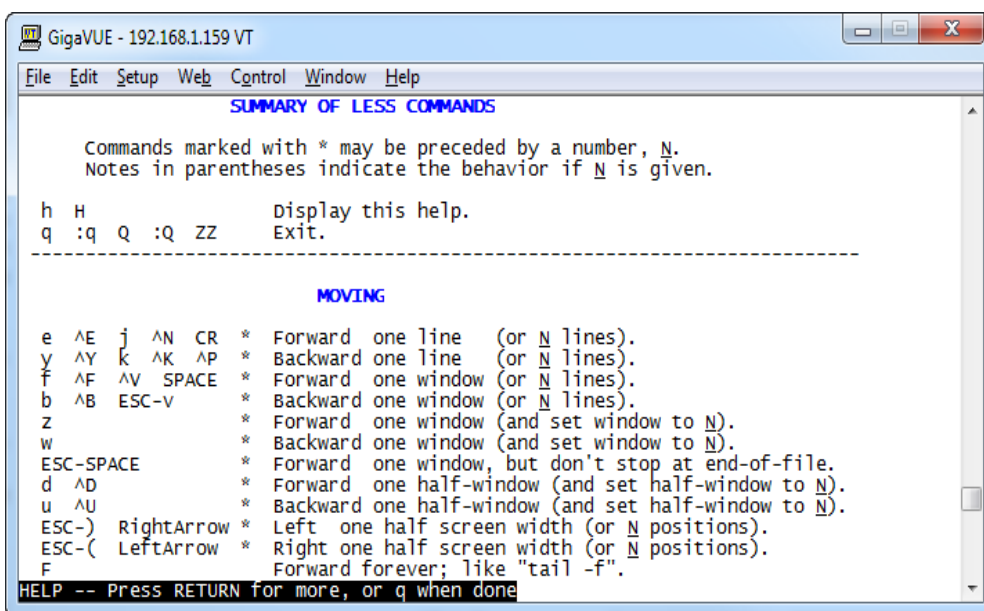 GigaVUE - 192.168.1.159 VT
File Edit Setup Web Control Window Help
SUMMARY OF LESS COMMANDS
Commands marked with * may be preceded by a number, N.
Notes in parentheses indicate the behavior if N is given.
h H Display this help.
q :q Q :Q ZZ Exit.
---------------------------------------------------------------------------
MOVING
e ^E j ^N CR * Forward one line (or N lines).
y ^Y k ^K ^P * Backward one line (or N lines).
f ^F ^V SPACE * Forward one window (or N lines).
b ^B ESC-v * Backward one window (or N lines).
z * Forward one window (and set window to N).
w * Backward one window (and set window to N).
ESC-SPACE * Forward one window, but don't stop at end-of-file.
d ^D * Forward one half-window (and set half-window to N).
u ^U * Backward one half-window (and set half-window to N).
ESC-) RightArrow * Left one half screen width (or N positions).
ESC-( LeftArrow * Right one half screen width (or N positions).
F Forward forever; like "tail -f".
HELP -- Press RETURN for more, or q when done